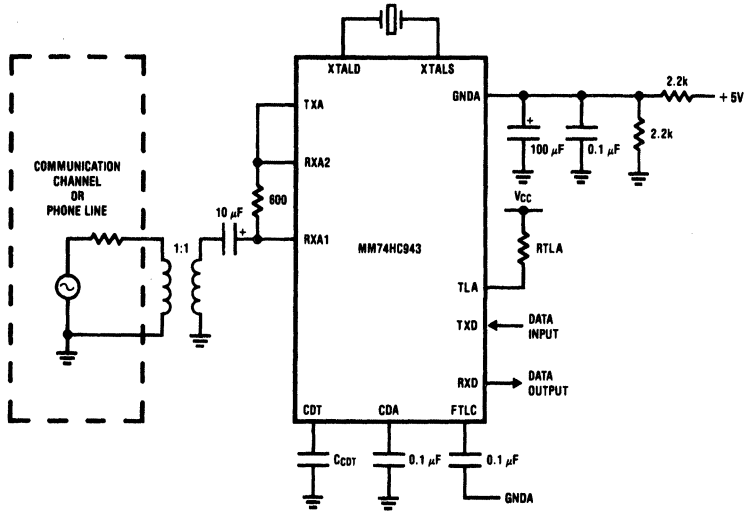 XTALD
XTALS
GNDA
2.2k
+ 5V
TXA
+
100 μF
0.1 μF
2.2k
COMMUNICATION
CHANNEL
OR
PHONE LINE
RXA2
600
VCC
10 μF
1:1
+
RXA1
MM74HC943
RTLA
TLA
TXD
DATA
INPUT
RXD
DATA
OUTPUT
CDT
CDA
FTLC
CCDT
0.1 μF
0.1 μF
GNDA